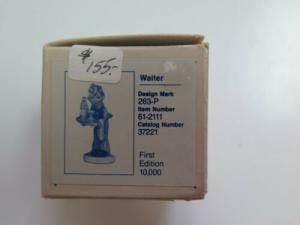 $155.-
Waiter
Design Mark
263-P
Item Number
61-2111
Catalog Number
37221
First
Edition
10,000